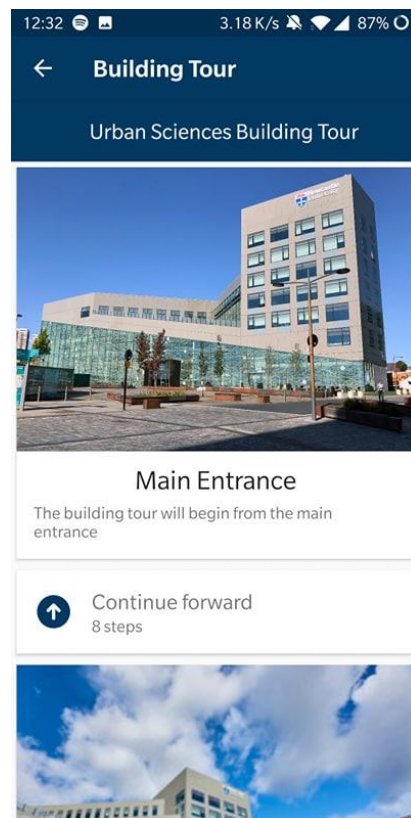 12:32 3.18 K/s 87%
Building Tour
Urban Sciences Building Tour
Main Entrance
The building tour will begin from the main
entrance
Continue forward
8 steps